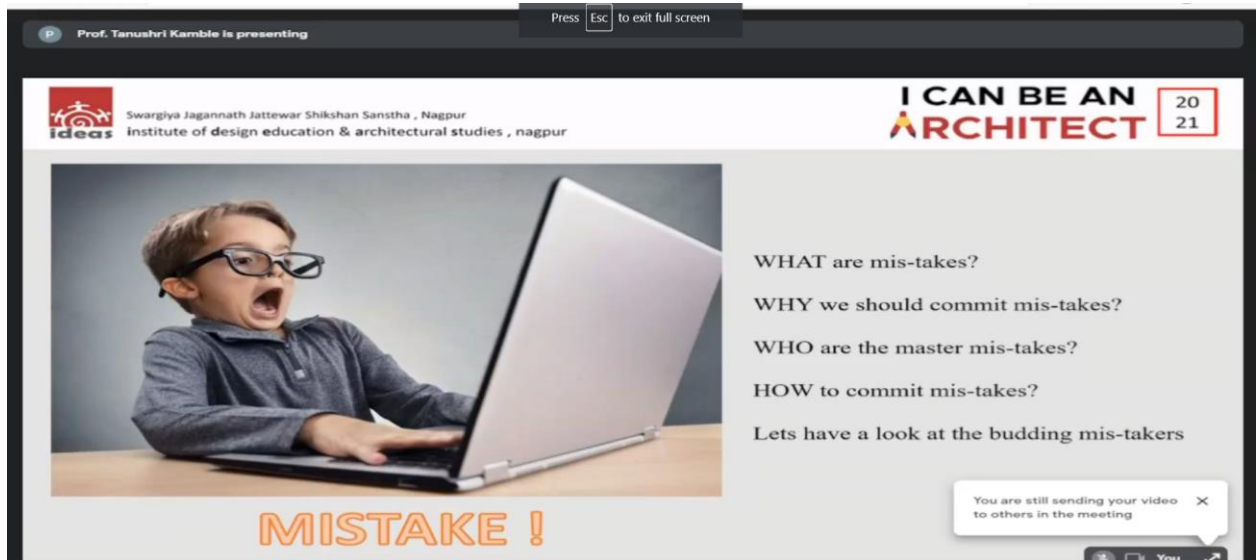 Press Esc to exit full screen
P Prof. Tanushri Kamble is presenting
ideas
Swargiya Jagannath Jattewar Shikshan Sanstha , Nagpur
institute of design education & architectural studies , nagpur
I CAN BE AN
ARCHITECT
20
21
WHAT are mis-takes?
WHY we should commit mis-takes?
WHO are the master mis-takes?
HOW to commit mis-takes?
Lets have a look at the budding mis-takers
MISTAKE !
You are still sending your video
to others in the meeting
You